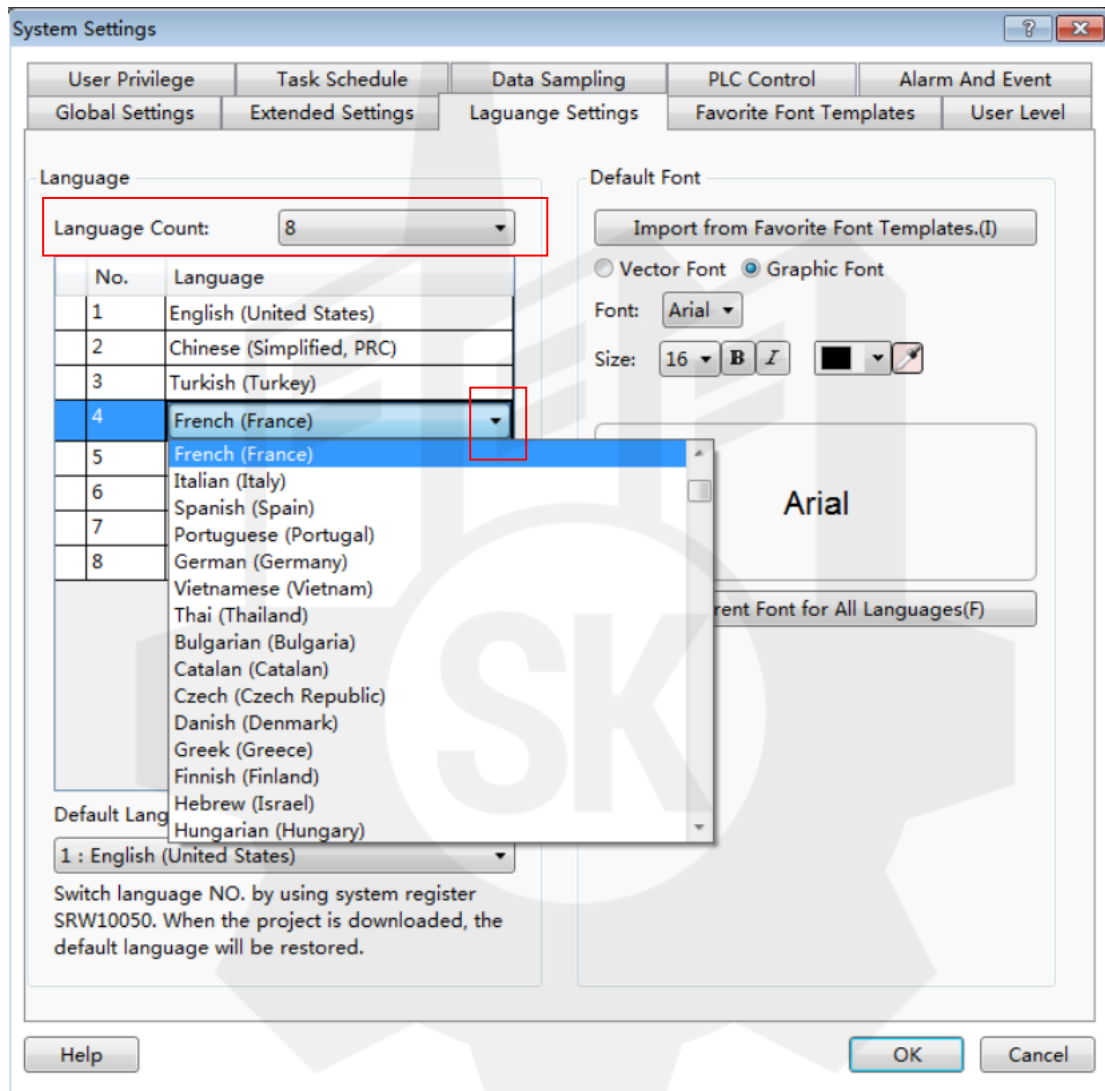 System Settings
User Privilege Task Schedule Data Sampling PLC Control Alarm And Event
Global Settings Extended Settings Laguange Settings Favorite Font Templates User Level
Language
Language Count: 8
No. Language
1 English (United States)
2 Chinese (Simplified, PRC)
3 Turkish (Turkey)
4 French (France)
5
6
7
8
French (France)
Italian (Italy)
Spanish (Spain)
Portuguese (Portugal)
German (Germany)
Vietnamese (Vietnam)
Thai (Thailand)
Bulgarian (Bulgaria)
Catalan (Catalan)
Czech (Czech Republic)
Danish (Denmark)
Greek (Greece)
Finnish (Finland)
Hebrew (Israel)
Hungarian (Hungary)
Default Lang
1 : English (United States)
Switch language NO. by using system register
SRW10050. When the project is downloaded, the
default language will be restored.
Default Font
Import from Favorite Font Templates.(I)
Vector Font Graphic Font
Font: Arial
Size: 16 B I
Arial
rent Font for All Languages(F)
SK
Help OK Cancel